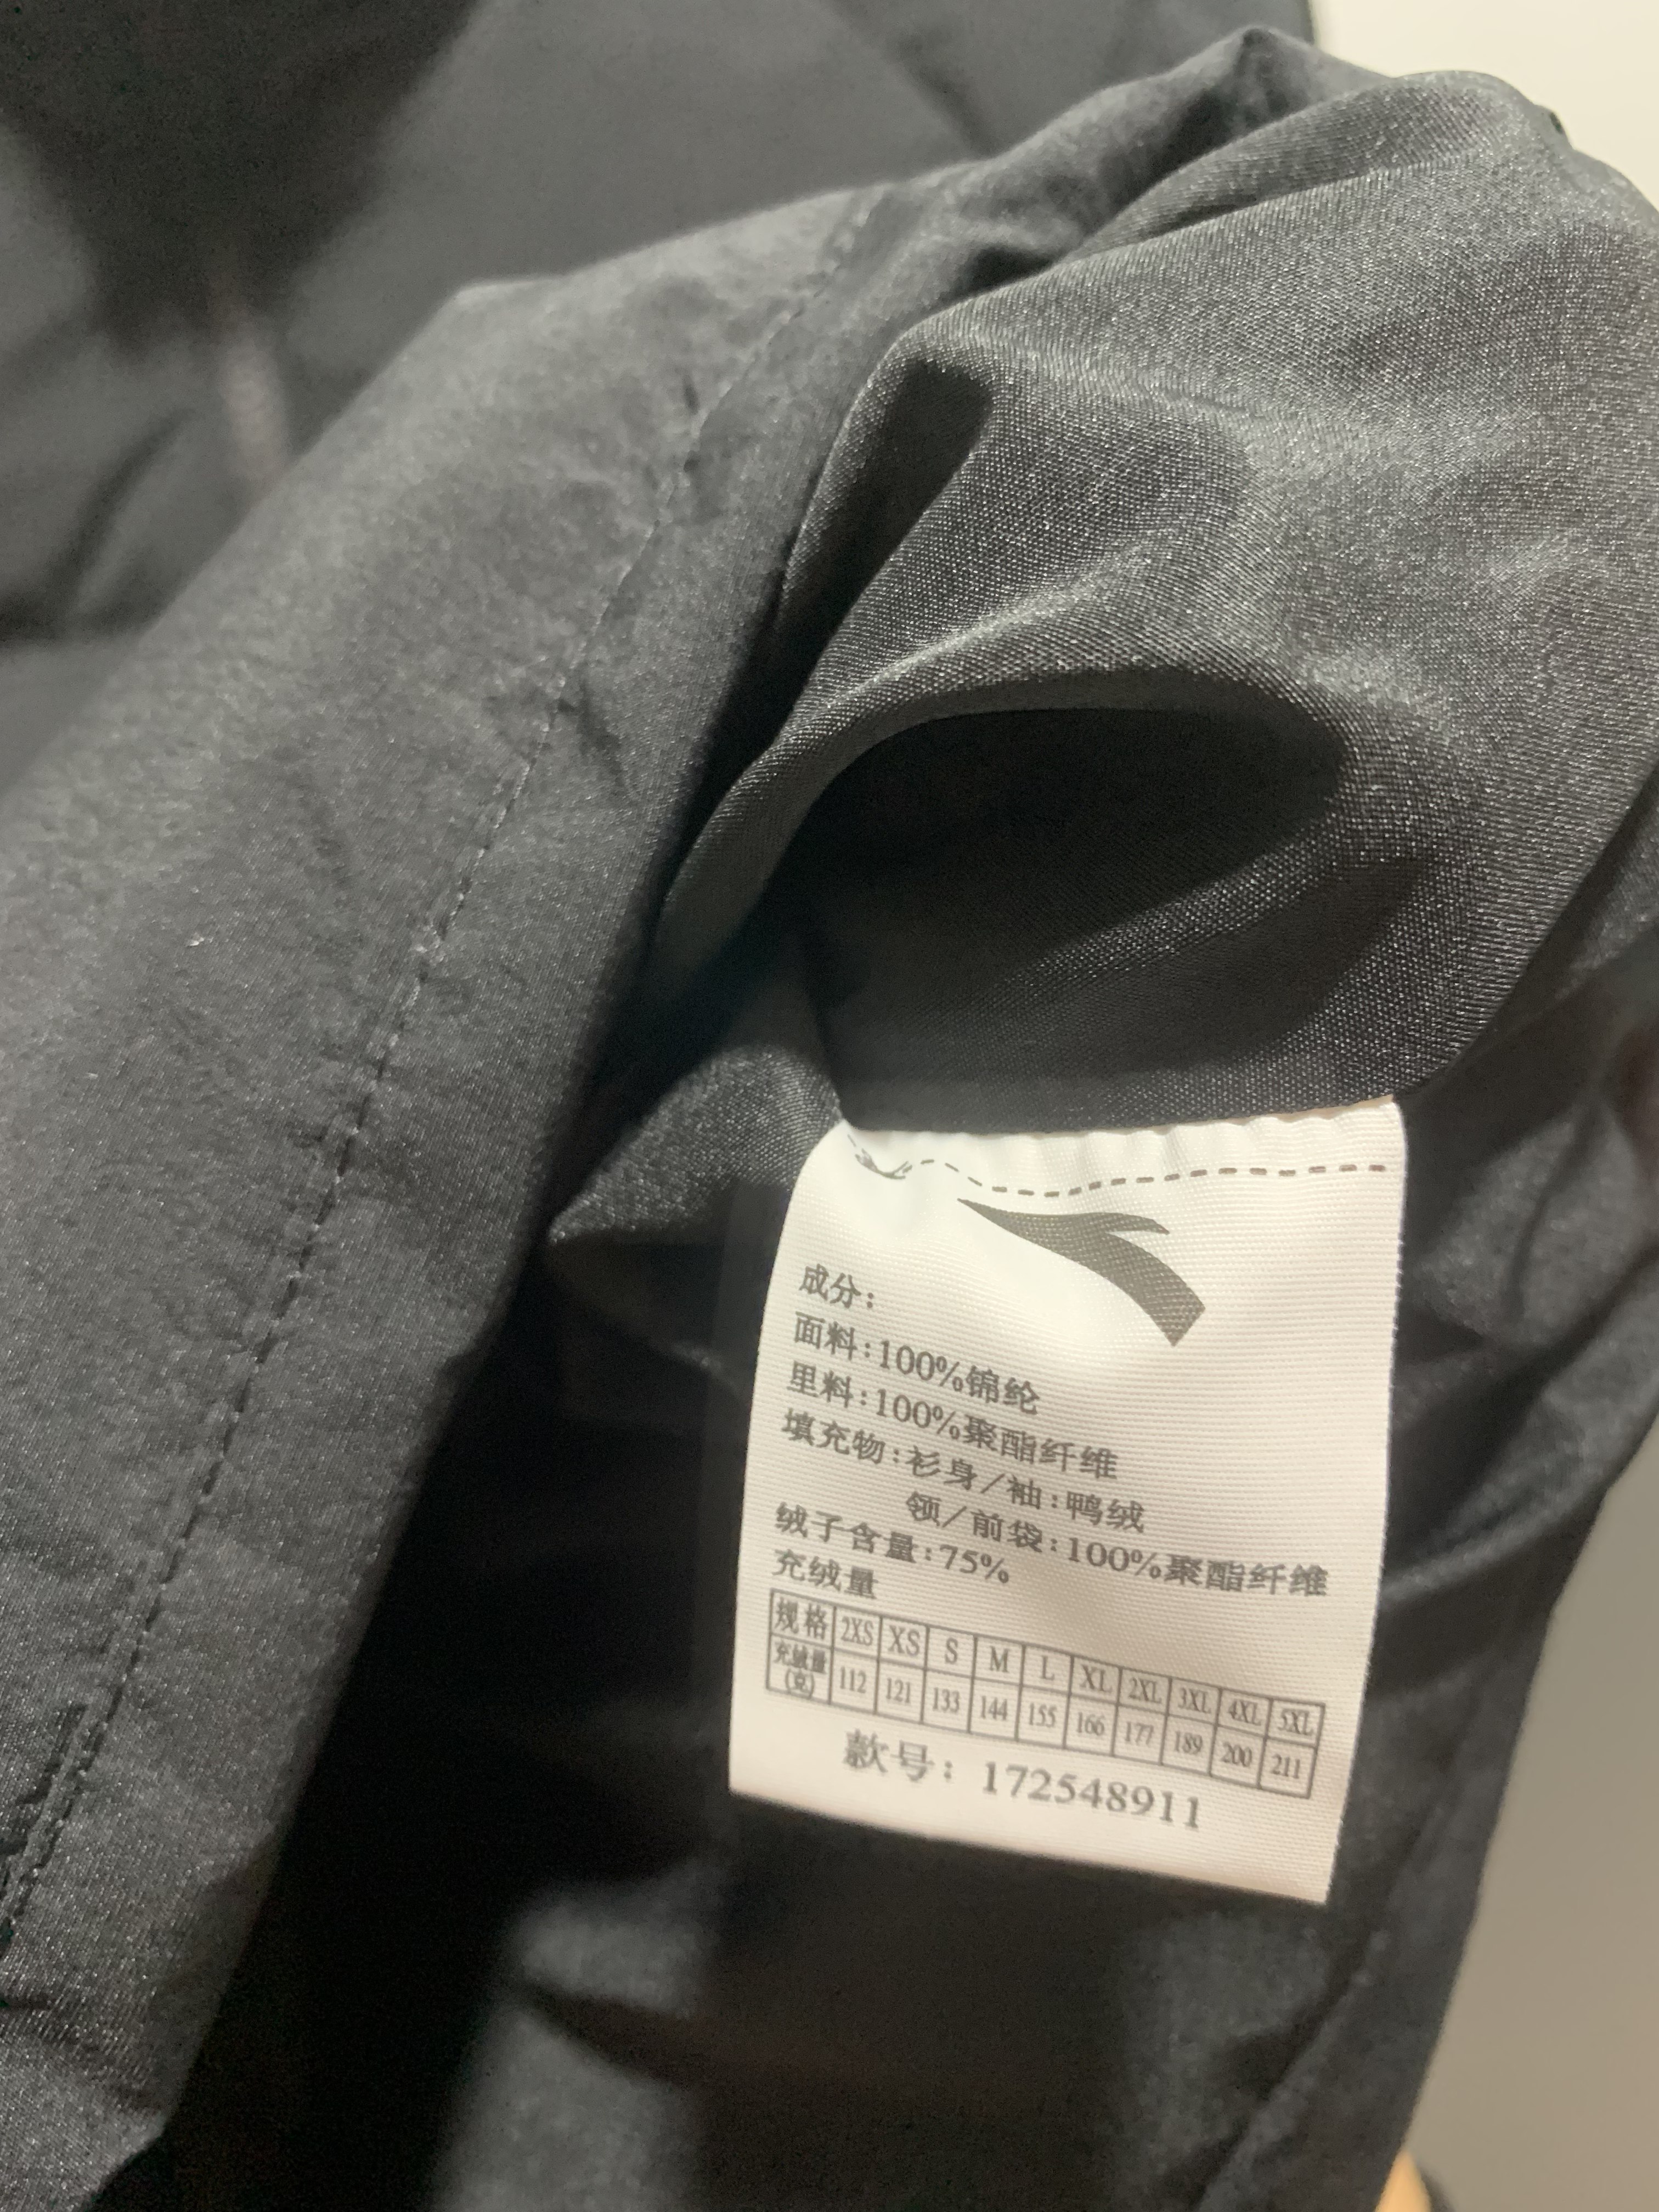 成分:
面料:100%锦纶
里料:100%聚酯纤维
填充物:衫身/袖:鸭绒
领/前袋:100%聚酯纤维
绒子含量:75%
充绒量
规格 2XS XS S M L XL 2XL 3XL 4XL 5XL
充绒量(克) 112 121 133 144 155 166 177 189 200 211
款号: 172548911